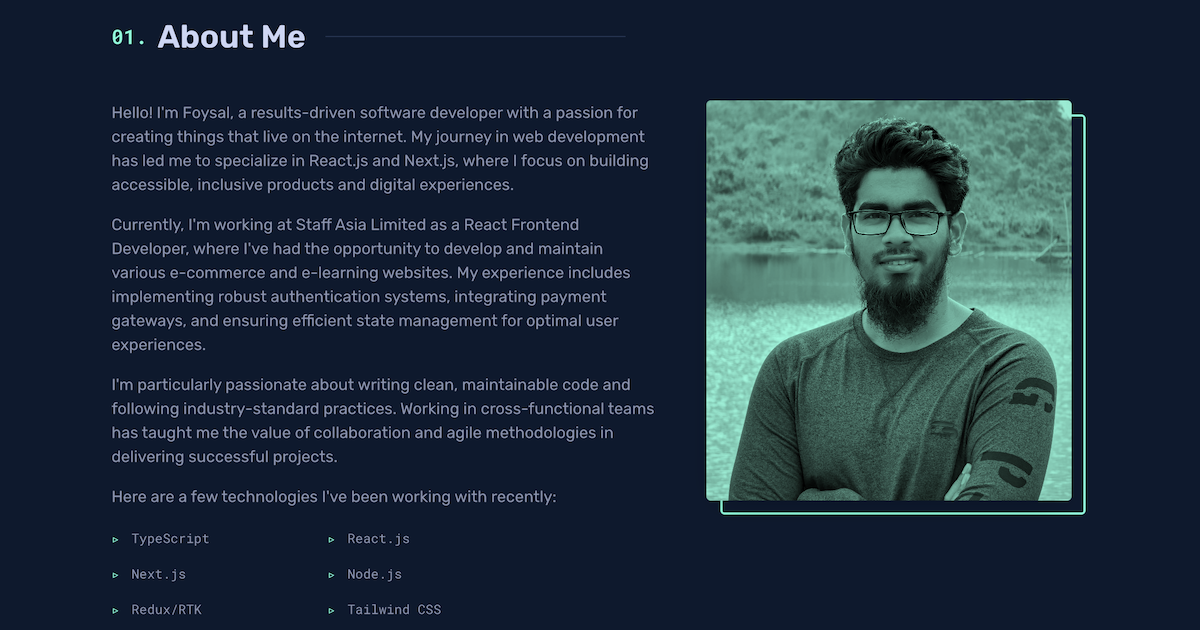 01. About Me
Hello! I'm Foysal, a results-driven software developer with a passion for
creating things that live on the internet. My journey in web development
has led me to specialize in React.js and Next.js, where I focus on building
accessible, inclusive products and digital experiences.
Currently, I'm working at Staff Asia Limited as a React Frontend
Developer, where I've had the opportunity to develop and maintain
various e-commerce and e-learning websites. My experience includes
implementing robust authentication systems, integrating payment
gateways, and ensuring efficient state management for optimal user
experiences.
I'm particularly passionate about writing clean, maintainable code and
following industry-standard practices. Working in cross-functional teams
has taught me the value of collaboration and agile methodologies in
delivering successful projects.
Here are a few technologies I've been working with recently:
▹ TypeScript
▹ React.js
▹ Next.js
▹ Node.js
▹ Redux/RTK
▹ Tailwind CSS